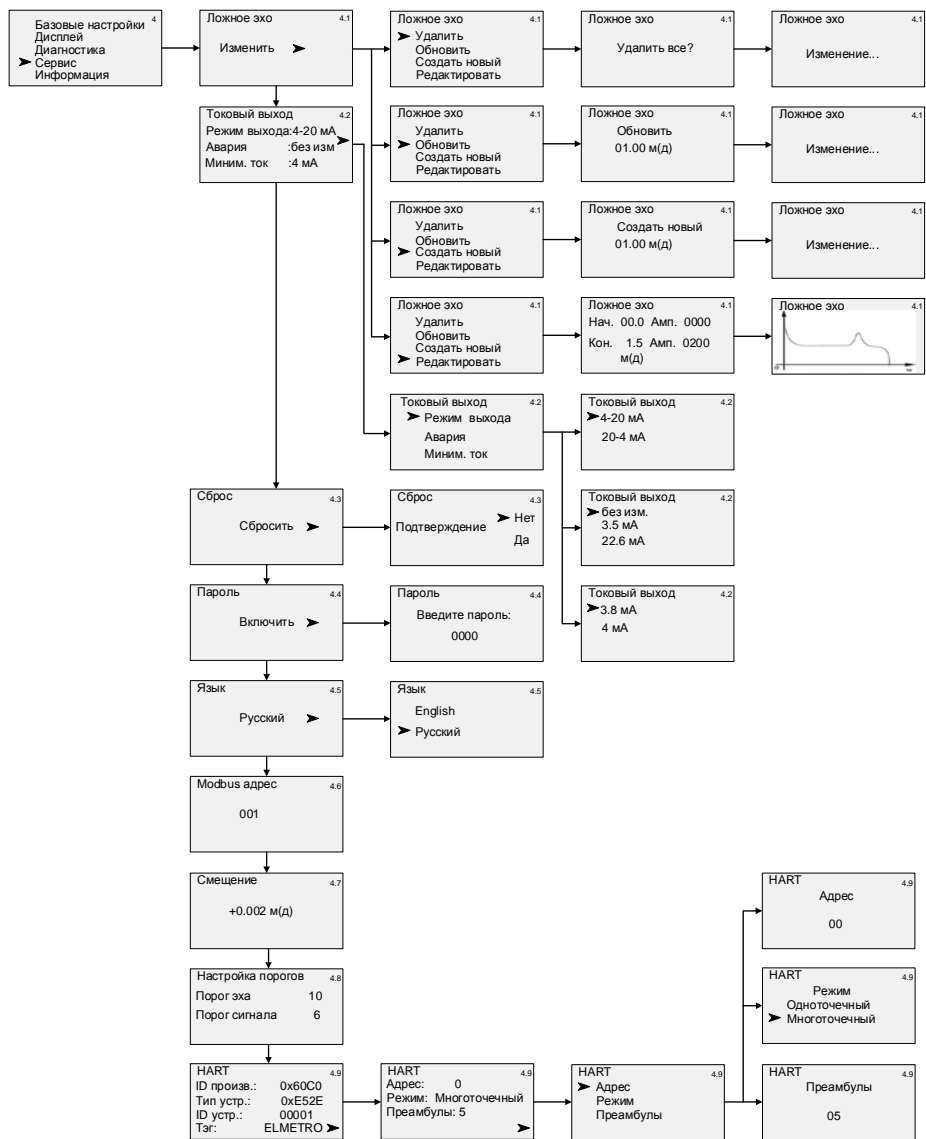 4
Базовые настройки
Дисплей
Диагностика
➤ Сервис
Информация
Ложное эхо 4.1
Изменить ➤
Ложное эхо 4.1
➤ Удалить
Обновить
Создать новый
Редактировать
Ложное эхо 4.1
Удалить все?
Ложное эхо 4.1
Изменение...
Токовый выход 4.2
Режим выхода:4-20 мА ➤
Авария :без изм
Миним. ток :4 мА
Ложное эхо 4.1
Удалить
➤ Обновить
Создать новый
Редактировать
Ложное эхо 4.1
Обновить
01.00 м(д)
Ложное эхо 4.1
Изменение...
Ложное эхо 4.1
Удалить
Обновить
➤ Создать новый
Редактировать
Ложное эхо 4.1
Создать новый
01.00 м(д)
Ложное эхо 4.1
Изменение...
Ложное эхо 4.1
Удалить
Обновить
Создать новый
➤ Редактировать
Ложное эхо 4.1
Нач. 00.0 Амп. 0000
Кон. 1.5 Амп. 0200
м(д)
Ложное эхо 4.1
Токовый выход 4.2
➤ Режим выхода
Авария
Миним. ток
Токовый выход 4.2
➤4-20 мА
20-4 мА
Сброс 4.3
Сбросить ➤
Сброс 4.3
Подтверждение ➤ Нет
Да
Токовый выход 4.2
➤ без изм.
3.5 мА
22.6 мА
Пароль 4.4
Включить ➤
Пароль 4.4
Введите пароль:
0000
Токовый выход 4.2
➤3.8 мА
4 мА
Язык 4.5
Русский ➤
Язык 4.5
English
➤ Русский
Modbus адрес 4.6
001
Смещение 4.7
+0.002 м(д)
HART 4.9
Адрес
00
Настройка порогов 4.8
Порог эха 10
Порог сигнала 6
HART 4.9
Режим
Одноточечный
➤ Многоточечный
HART 4.9
ID произв.: 0x60C0
Тип устр.: 0xE52E
ID устр.: 00001
Тэг: ELMETRO ➤
HART 4.9
Адрес: 0
Режим: Многоточечный
Преамбулы: 5
➤
HART 4.9
➤ Адрес
Режим
Преамбулы
HART 4.9
Преамбулы
05